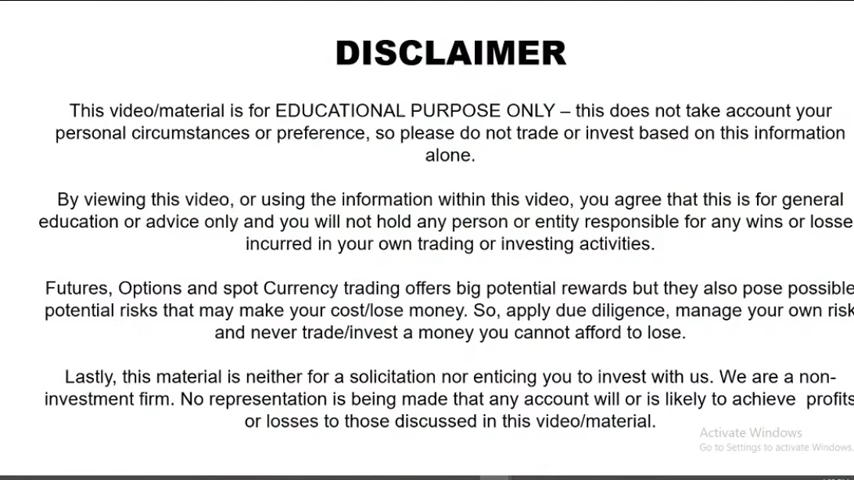 DISCLAIMER
This video/material is for EDUCATIONAL PURPOSE ONLY – this does not take account your
personal circumstances or preference, so please do not trade or invest based on this information
alone.
By viewing this video, or using the information within this video, you agree that this is for general
education or advice only and you will not hold any person or entity responsible for any wins or losse
incurred in your own trading or investing activities.
Futures, Options and spot Currency trading offers big potential rewards but they also pose possible
potential risks that may make your cost/lose money. So, apply due diligence, manage your own risk
and never trade/invest a money you cannot afford to lose.
Lastly, this material is neither for a solicitation nor enticing you to invest with us. We are a non-
investment firm. No representation is being made that any account will or is likely to achieve profits
or losses to those discussed in this video/material.
Activate Windows
Go to Settings to activate Windows.